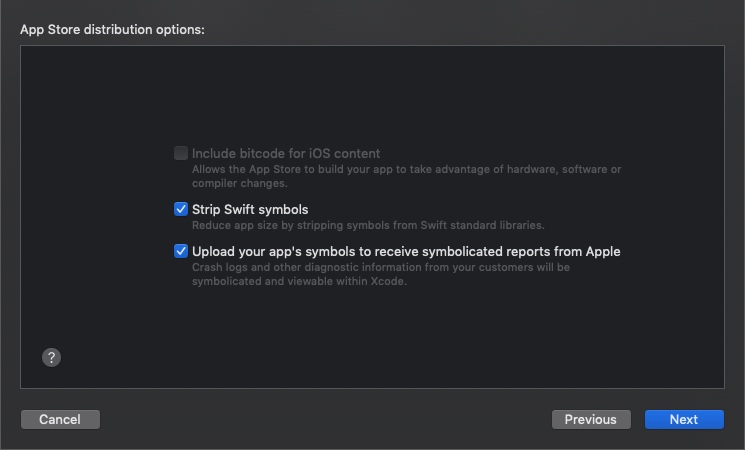 App Store distribution options:
Include bitcode for iOS content
Allows the App Store to build your app to take advantage of hardware, software or
compiler changes.
Strip Swift symbols
Reduce app size by stripping symbols from Swift standard libraries.
Upload your app's symbols to receive symbolicated reports from Apple
Crash logs and other diagnostic information from your customers will be
symbolicated and viewable within Xcode.
?
Cancel
Previous
Next